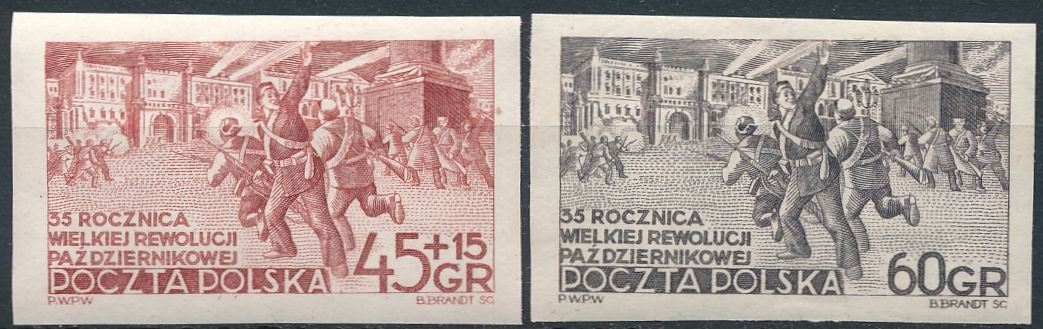 35 ROCZNICA
WIELKIEJ REWOLUCJI
PAŹDZIERNIKOWEJ
POCZTA POLSKA
45+15
GR
P.W.P.W
B.BRANDT SC
35 ROCZNICA
WIELKIEJ REWOLUCJI
PAŹDZIERNIKOWEJ
POCZTA POLSKA
60GR
P.W.P.W
B.BRANDT SC